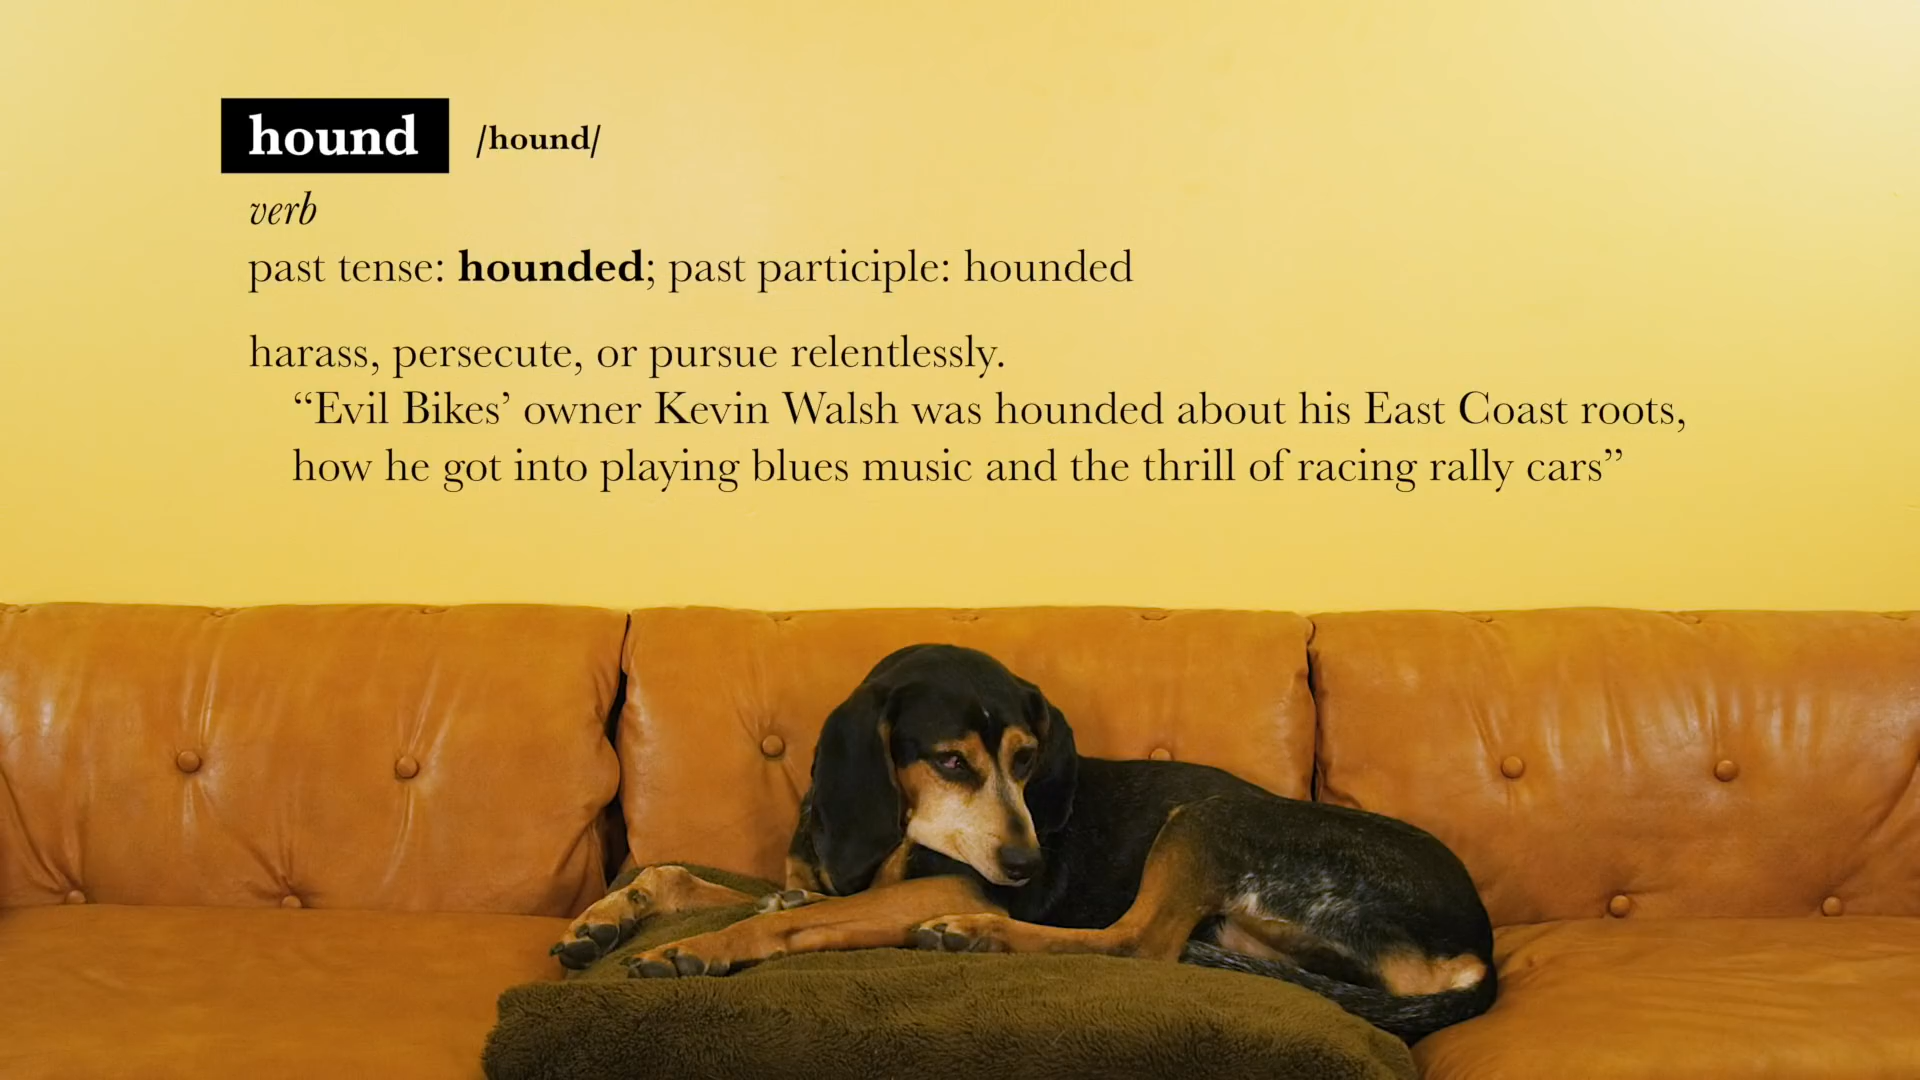 hound /hound/
verb
past tense: hounded; past participle: hounded
harass, persecute, or pursue relentlessly.
“Evil Bikes’ owner Kevin Walsh was hounded about his East Coast roots,
how he got into playing blues music and the thrill of racing rally cars”